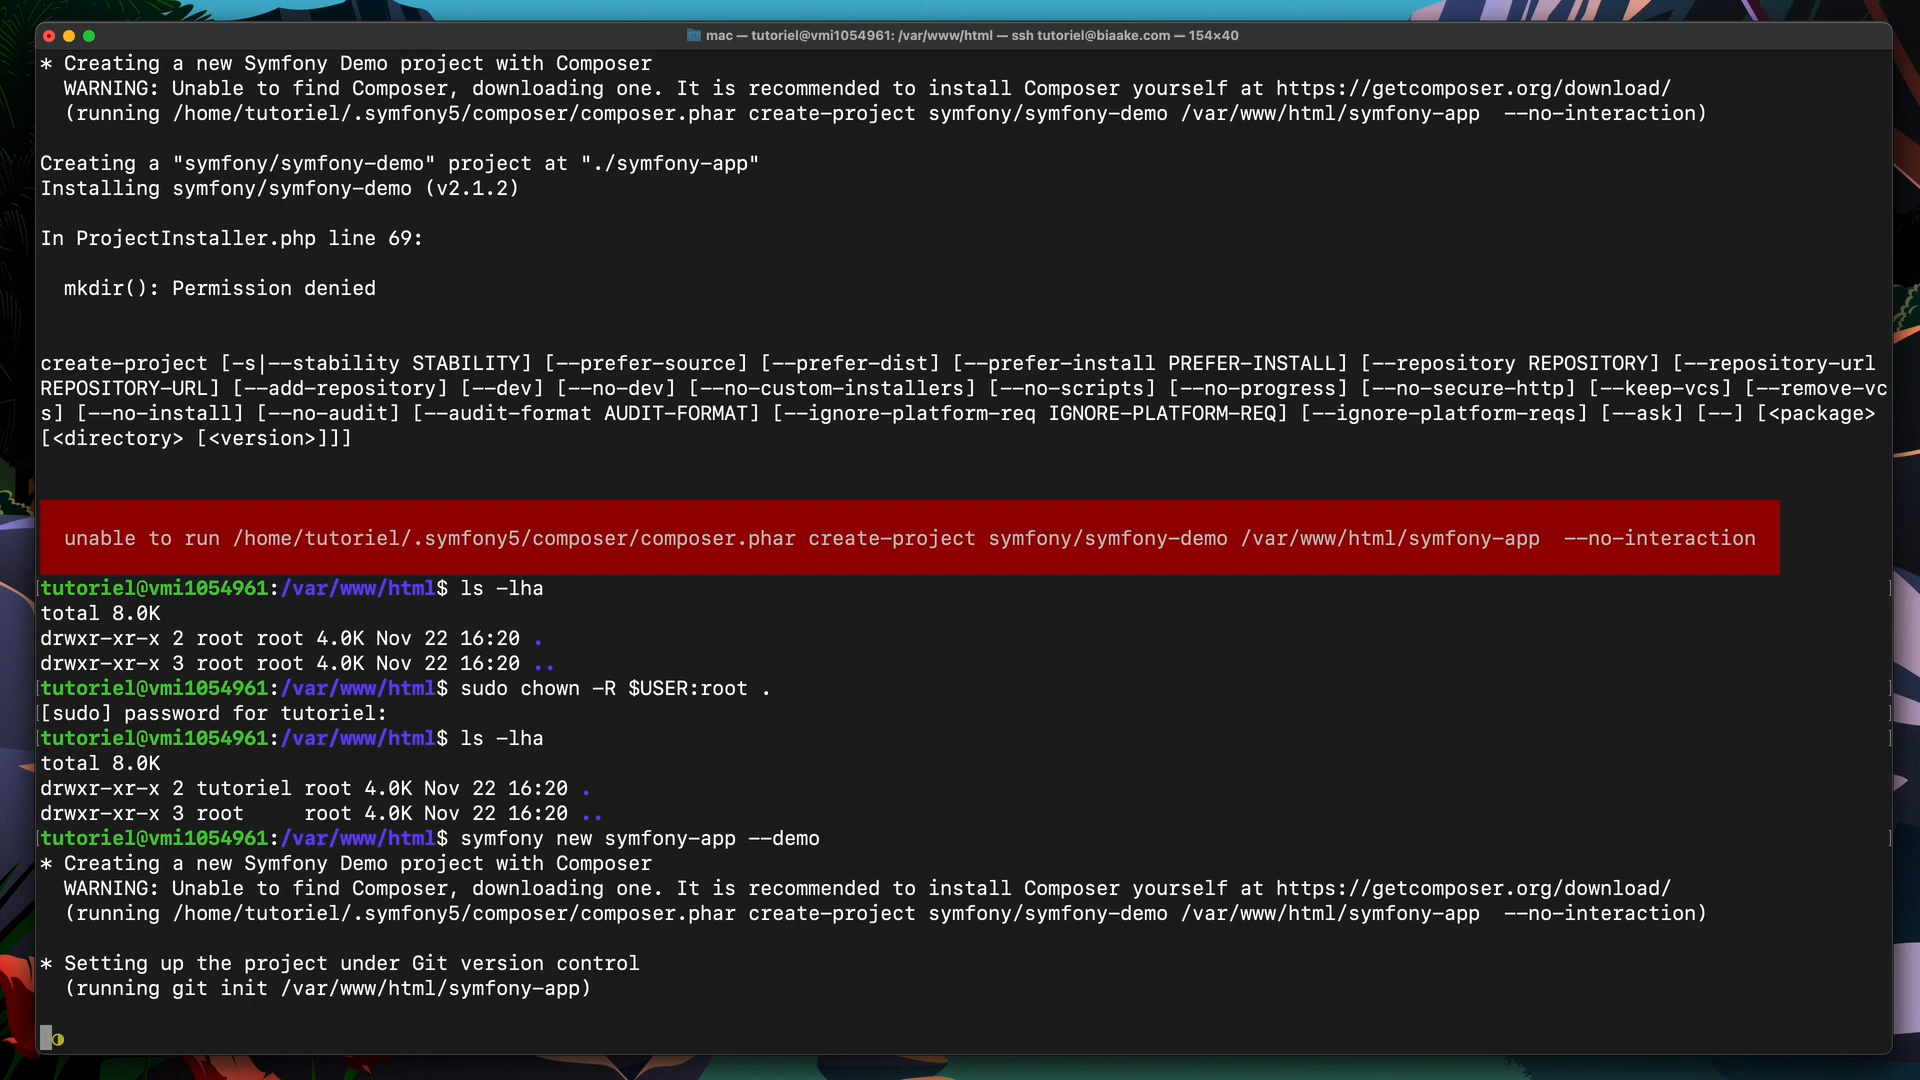 mac — tutoriel@vmi1054961: /var/www/html — ssh tutoriel@biaake.com — 154×40
* Creating a new Symfony Demo project with Composer
  WARNING: Unable to find Composer, downloading one. It is recommended to install Composer yourself at https://getcomposer.org/download/
  (running /home/tutoriel/.symfony5/composer/composer.phar create-project symfony/symfony-demo /var/www/html/symfony-app  --no-interaction)
Creating a "symfony/symfony-demo" project at "./symfony-app"
Installing symfony/symfony-demo (v2.1.2)
In ProjectInstaller.php line 69:
  mkdir(): Permission denied
create-project [-s|--stability STABILITY] [--prefer-source] [--prefer-dist] [--prefer-install PREFER-INSTALL] [--repository REPOSITORY] [--repository-url
REPOSITORY-URL] [--add-repository] [--dev] [--no-dev] [--no-custom-installers] [--no-scripts] [--no-progress] [--no-secure-http] [--keep-vcs] [--remove-vc
s] [--no-install] [--no-audit] [--audit-format AUDIT-FORMAT] [--ignore-platform-req IGNORE-PLATFORM-REQ] [--ignore-platform-reqs] [--ask] [--] [<package>
[<directory> [<version>]]]
  unable to run /home/tutoriel/.symfony5/composer/composer.phar create-project symfony/symfony-demo /var/www/html/symfony-app  --no-interaction
tutoriel@vmi1054961:/var/www/html$ ls -lha
total 8.0K
drwxr-xr-x 2 root root 4.0K Nov 22 16:20 .
drwxr-xr-x 3 root root 4.0K Nov 22 16:20 ..
tutoriel@vmi1054961:/var/www/html$ sudo chown -R $USER:root .
[sudo] password for tutoriel:
tutoriel@vmi1054961:/var/www/html$ ls -lha
total 8.0K
drwxr-xr-x 2 tutoriel root 4.0K Nov 22 16:20 .
drwxr-xr-x 3 root     root 4.0K Nov 22 16:20 ..
tutoriel@vmi1054961:/var/www/html$ symfony new symfony-app --demo
* Creating a new Symfony Demo project with Composer
  WARNING: Unable to find Composer, downloading one. It is recommended to install Composer yourself at https://getcomposer.org/download/
  (running /home/tutoriel/.symfony5/composer/composer.phar create-project symfony/symfony-demo /var/www/html/symfony-app  --no-interaction)
* Setting up the project under Git version control
  (running git init /var/www/html/symfony-app)